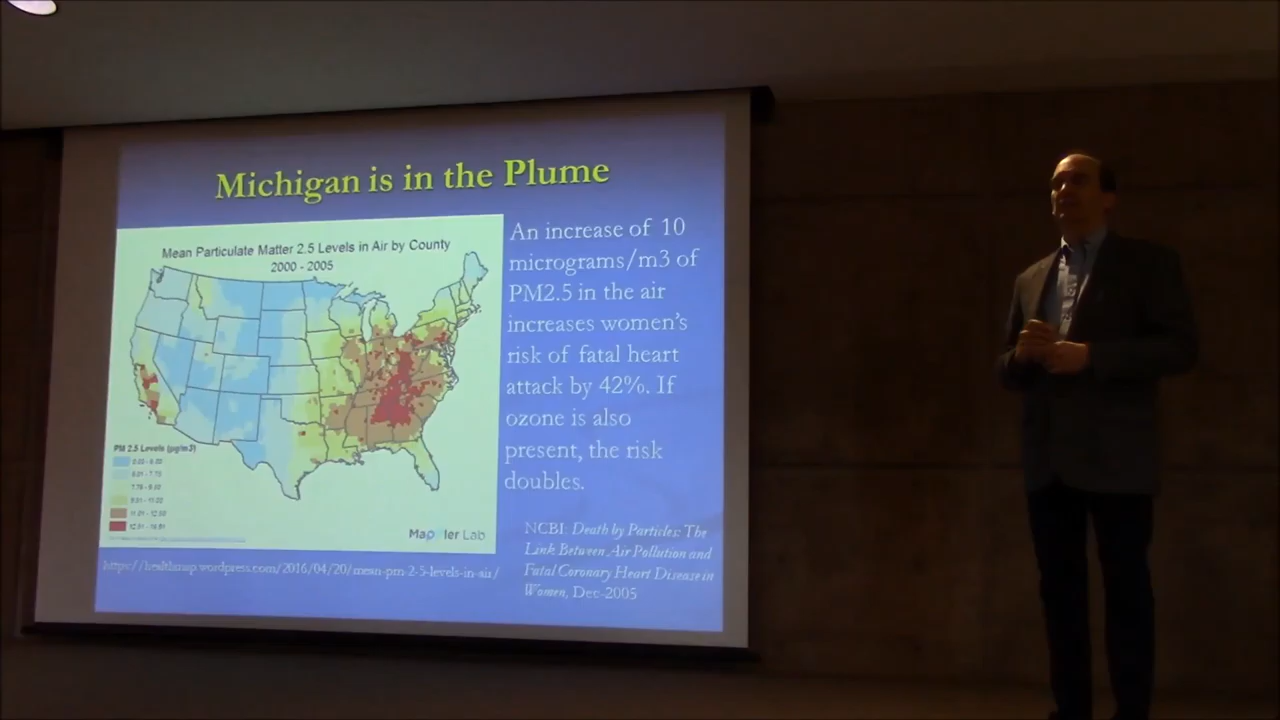 Michigan is in the Plume
Mean Particulate Matter 2.5 Levels in Air by County
2000 - 2005
PM 2.5 Levels (µg/m3)
An increase of 10
micrograms/m3 of
PM2.5 in the air
increases women's
risk of fatal heart
attack by 42%. If
ozone is also
present, the risk
doubles.
NCBI: Death by Particles: The
Link Between Air Pollution and
Fatal Coronary Heart Disease in
Women, Dec-2005
Lab
https://healthsnap.wordpress.com/2016/04/20/mean-pm-2-5-levels-in-air/